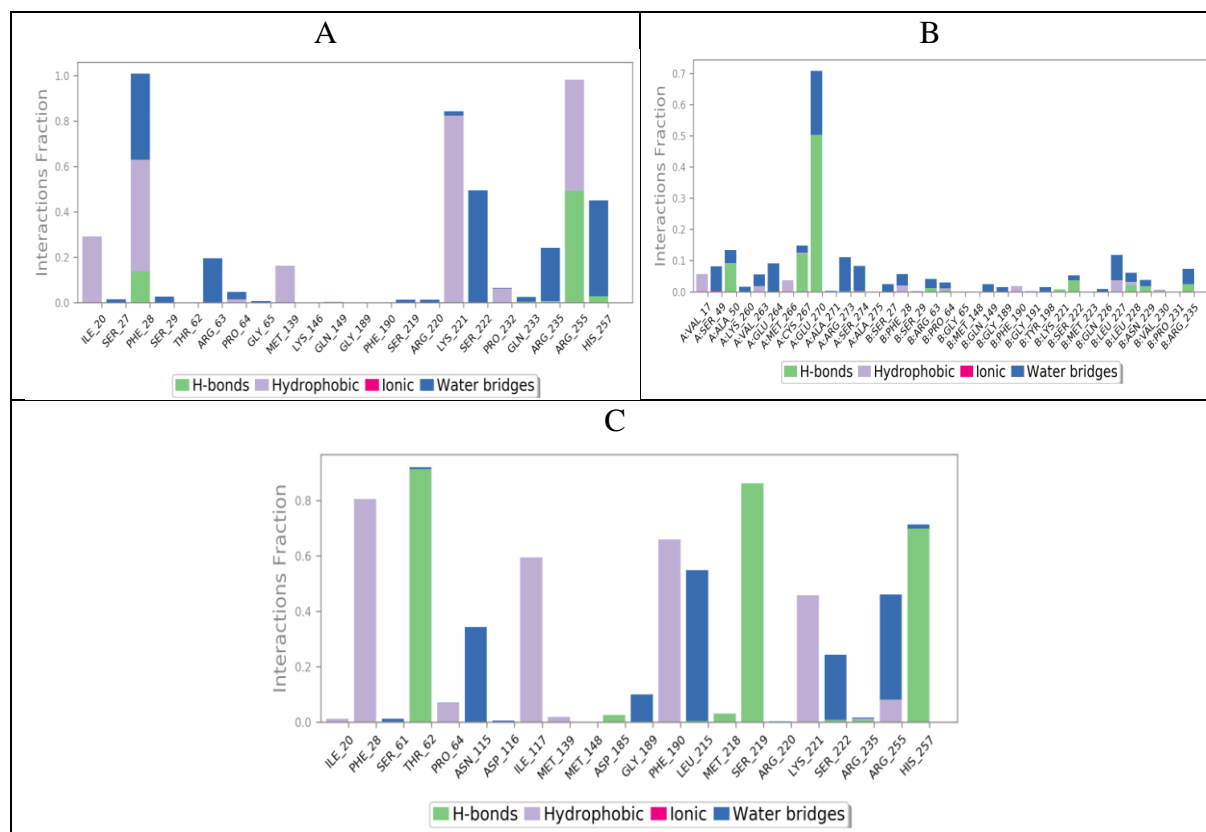 A
Interactions Fraction
1.0
0.8
0.6
0.4
0.2
0.0
ILE_20
SER_27
PHE_28
SER_29
THR_62
ARG_63
PRO_64
GLY_65
MET_139
LYS_146
GLN_149
GLY_189
PHE_190
SER_219
ARG_220
LYS_221
SER_222
PRO_232
GLN_233
ARG_235
ARG_255
HIS_257
H-bonds Hydrophobic Ionic Water bridges
B
Interactions Fraction
0.7
0.6
0.5
0.4
0.3
0.2
0.1
0.0
A:VAL_17
A:SER_49
A:ALA_50
A:LYS_260
A:VAL_263
A:GLU_264
A:MET_266
A:CYS_267
A:GLU_270
A:ALA_271
A:ARG_273
A:SER_274
A:ALA_275
B:SER_27
B:PHE_28
B:SER_29
B:ARG_63
B:PRO_64
B:GLY_65
B:MET_148
B:GLN_149
B:GLY_189
B:PHE_190
B:GLY_191
B:TYR_198
B:LYS_221
B:SER_222
B:MET_223
B:GLN_226
B:LEU_227
B:LEU_228
B:ASN_229
B:VAL_230
B:PRO_231
B:ARG_235
H-bonds Hydrophobic Ionic Water bridges
C
Interactions Fraction
0.8
0.6
0.4
0.2
0.0
ILE_20
PHE_28
SER_61
THR_62
PRO_64
ASN_115
ASP_116
ILE_117
MET_139
MET_148
ASP_185
GLY_189
PHE_190
LEU_215
MET_218
SER_219
ARG_220
LYS_221
SER_222
ARG_235
ARG_255
HIS_257
H-bonds Hydrophobic Ionic Water bridges